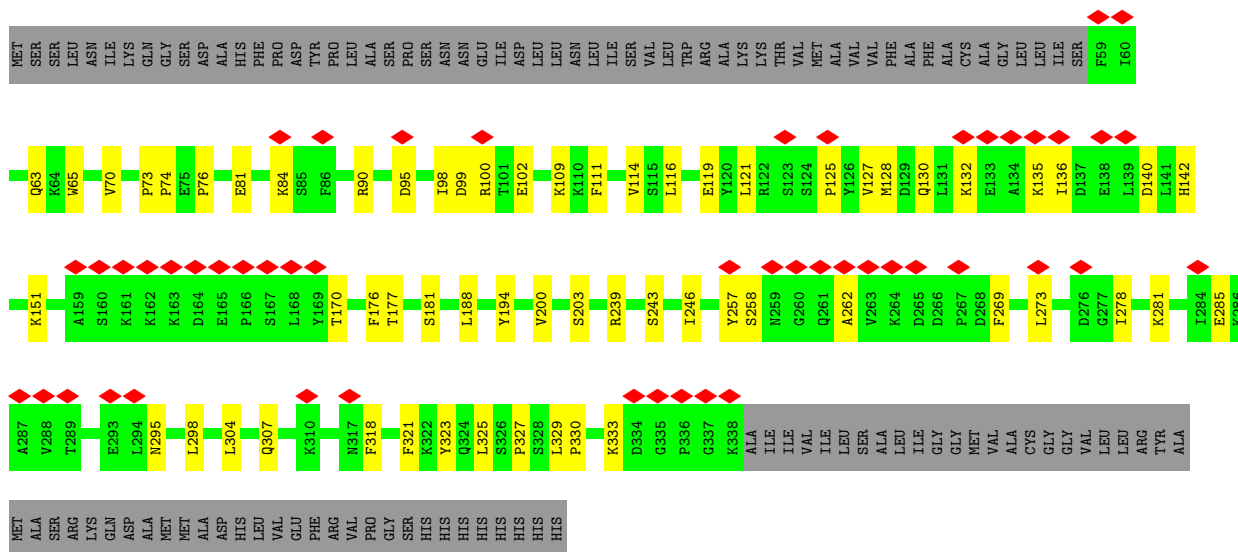 MET SER SER LEU ASN ILE LYS GLN GLY SER ASP ALA HIS PHE PRO ASP TYR PRO LEU ALA SER PRO SER ASN ASN GLU ILE ASP LEU LEU ASN LEU ILE SER VAL LEU TRP ARG ALA LYS LYS THR VAL MET ALA VAL VAL PHE ALA PHE ALA CYS ALA GLY LEU LEU ILE SER F59 I60
Q63 K64 W65 V70 P73 P74 E75 P76 E81 K84 S85 F86 R90 D95 I98 D99 R100 T101 E102 K109 K110 F111 V114 S115 L116 E119 Y120 L121 R122 S123 S124 P125 Y126 V127 M128 D129 Q130 L131 K132 E133 A134 K135 I136 D137 E138 L139 D140 L141 H142
K151 A159 S160 K161 K162 K163 D164 E165 P166 S167 L168 Y169 T170 F176 T177 S181 L188 Y194 V200 S203 R239 S243 I246 Y257 S258 N259 G260 Q261 A262 V263 K264 D265 D266 P267 D268 F269 L273 D276 G277 I278 K281 I284 E285 K286
A287 V288 T289 E293 L294 N295 L298 L304 Q307 K310 N317 F318 F321 K322 Y323 Q324 L325 S326 P327 S328 L329 P330 K333 D334 G335 P336 G337 K338 ALA ILE ILE VAL ILE LEU SER ALA LEU ILE GLY GLY MET VAL ALA CYS GLY GLY VAL LEU LEU ARG TYR ALA
MET ALA SER ARG LYS GLN ASP ALA MET MET ALA ASP HIS LEU VAL GLU PHE ARG VAL PRO GLY SER HIS HIS HIS HIS HIS HIS HIS HIS